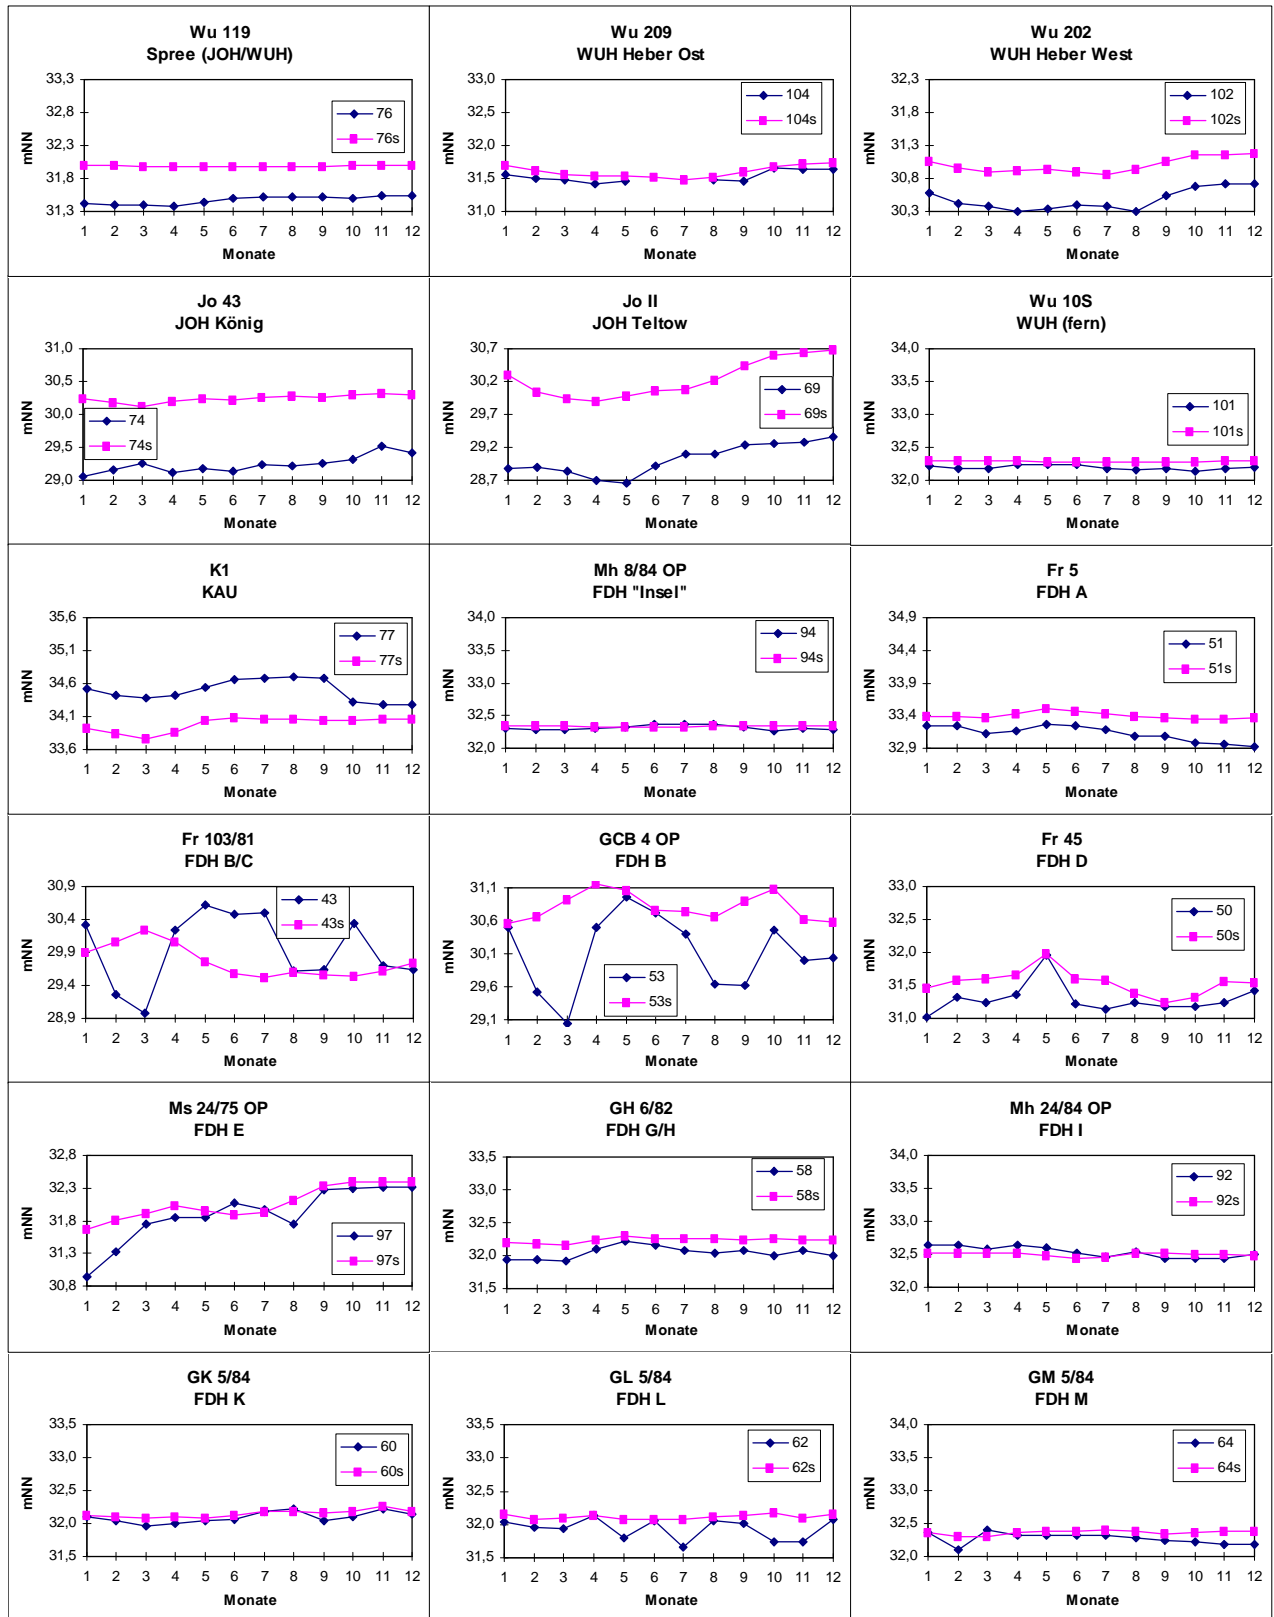 Wu 119
Spree (JOH/WUH)
33,3
32,8
32,3
31,8
31,3
mNN
76
76s
1 2 3 4 5 6 7 8 9 10 11 12
Monate
Wu 209
WUH Heber Ost
33,0
32,5
32,0
31,5
31,0
mNN
104
104s
1 2 3 4 5 6 7 8 9 10 11 12
Monate
Wu 202
WUH Heber West
32,3
31,8
31,3
30,8
30,3
mNN
102
102s
1 2 3 4 5 6 7 8 9 10 11 12
Monate
Jo 43
JOH König
31,0
30,5
30,0
29,5
29,0
mNN
74
74s
1 2 3 4 5 6 7 8 9 10 11 12
Monate
Jo II
JOH Teltow
30,7
30,2
29,7
29,2
28,7
mNN
69
69s
1 2 3 4 5 6 7 8 9 10 11 12
Monate
Wu 10S
WUH (fern)
34,0
33,5
33,0
32,5
32,0
mNN
101
101s
1 2 3 4 5 6 7 8 9 10 11 12
Monate
K1
KAU
35,6
35,1
34,6
34,1
33,6
mNN
77
77s
1 2 3 4 5 6 7 8 9 10 11 12
Monate
Mh 8/84 OP
FDH "Insel"
34,0
33,5
33,0
32,5
32,0
mNN
94
94s
1 2 3 4 5 6 7 8 9 10 11 12
Monate
Fr 5
FDH A
34,9
34,4
33,9
33,4
32,9
mNN
51
51s
1 2 3 4 5 6 7 8 9 10 11 12
Monate
Fr 103/81
FDH B/C
30,9
30,4
29,9
29,4
28,9
mNN
43
43s
1 2 3 4 5 6 7 8 9 10 11 12
Monate
GCB 4 OP
FDH B
31,1
30,6
30,1
29,6
29,1
mNN
53
53s
1 2 3 4 5 6 7 8 9 10 11 12
Monate
Fr 45
FDH D
33,0
32,5
32,0
31,5
31,0
mNN
50
50s
1 2 3 4 5 6 7 8 9 10 11 12
Monate
Ms 24/75 OP
FDH E
32,8
32,3
31,8
31,3
30,8
mNN
97
97s
1 2 3 4 5 6 7 8 9 10 11 12
Monate
GH 6/82
FDH G/H
33,5
33,0
32,5
32,0
31,5
mNN
58
58s
1 2 3 4 5 6 7 8 9 10 11 12
Monate
Mh 24/84 OP
FDH I
34,0
33,5
33,0
32,5
32,0
mNN
92
92s
1 2 3 4 5 6 7 8 9 10 11 12
Monate
GK 5/84
FDH K
33,5
33,0
32,5
32,0
31,5
mNN
60
60s
1 2 3 4 5 6 7 8 9 10 11 12
Monate
GL 5/84
FDH L
33,5
33,0
32,5
32,0
31,5
mNN
62
62s
1 2 3 4 5 6 7 8 9 10 11 12
Monate
GM 5/84
FDH M
34,0
33,5
33,0
32,5
32,0
mNN
64
64s
1 2 3 4 5 6 7 8 9 10 11 12
Monate